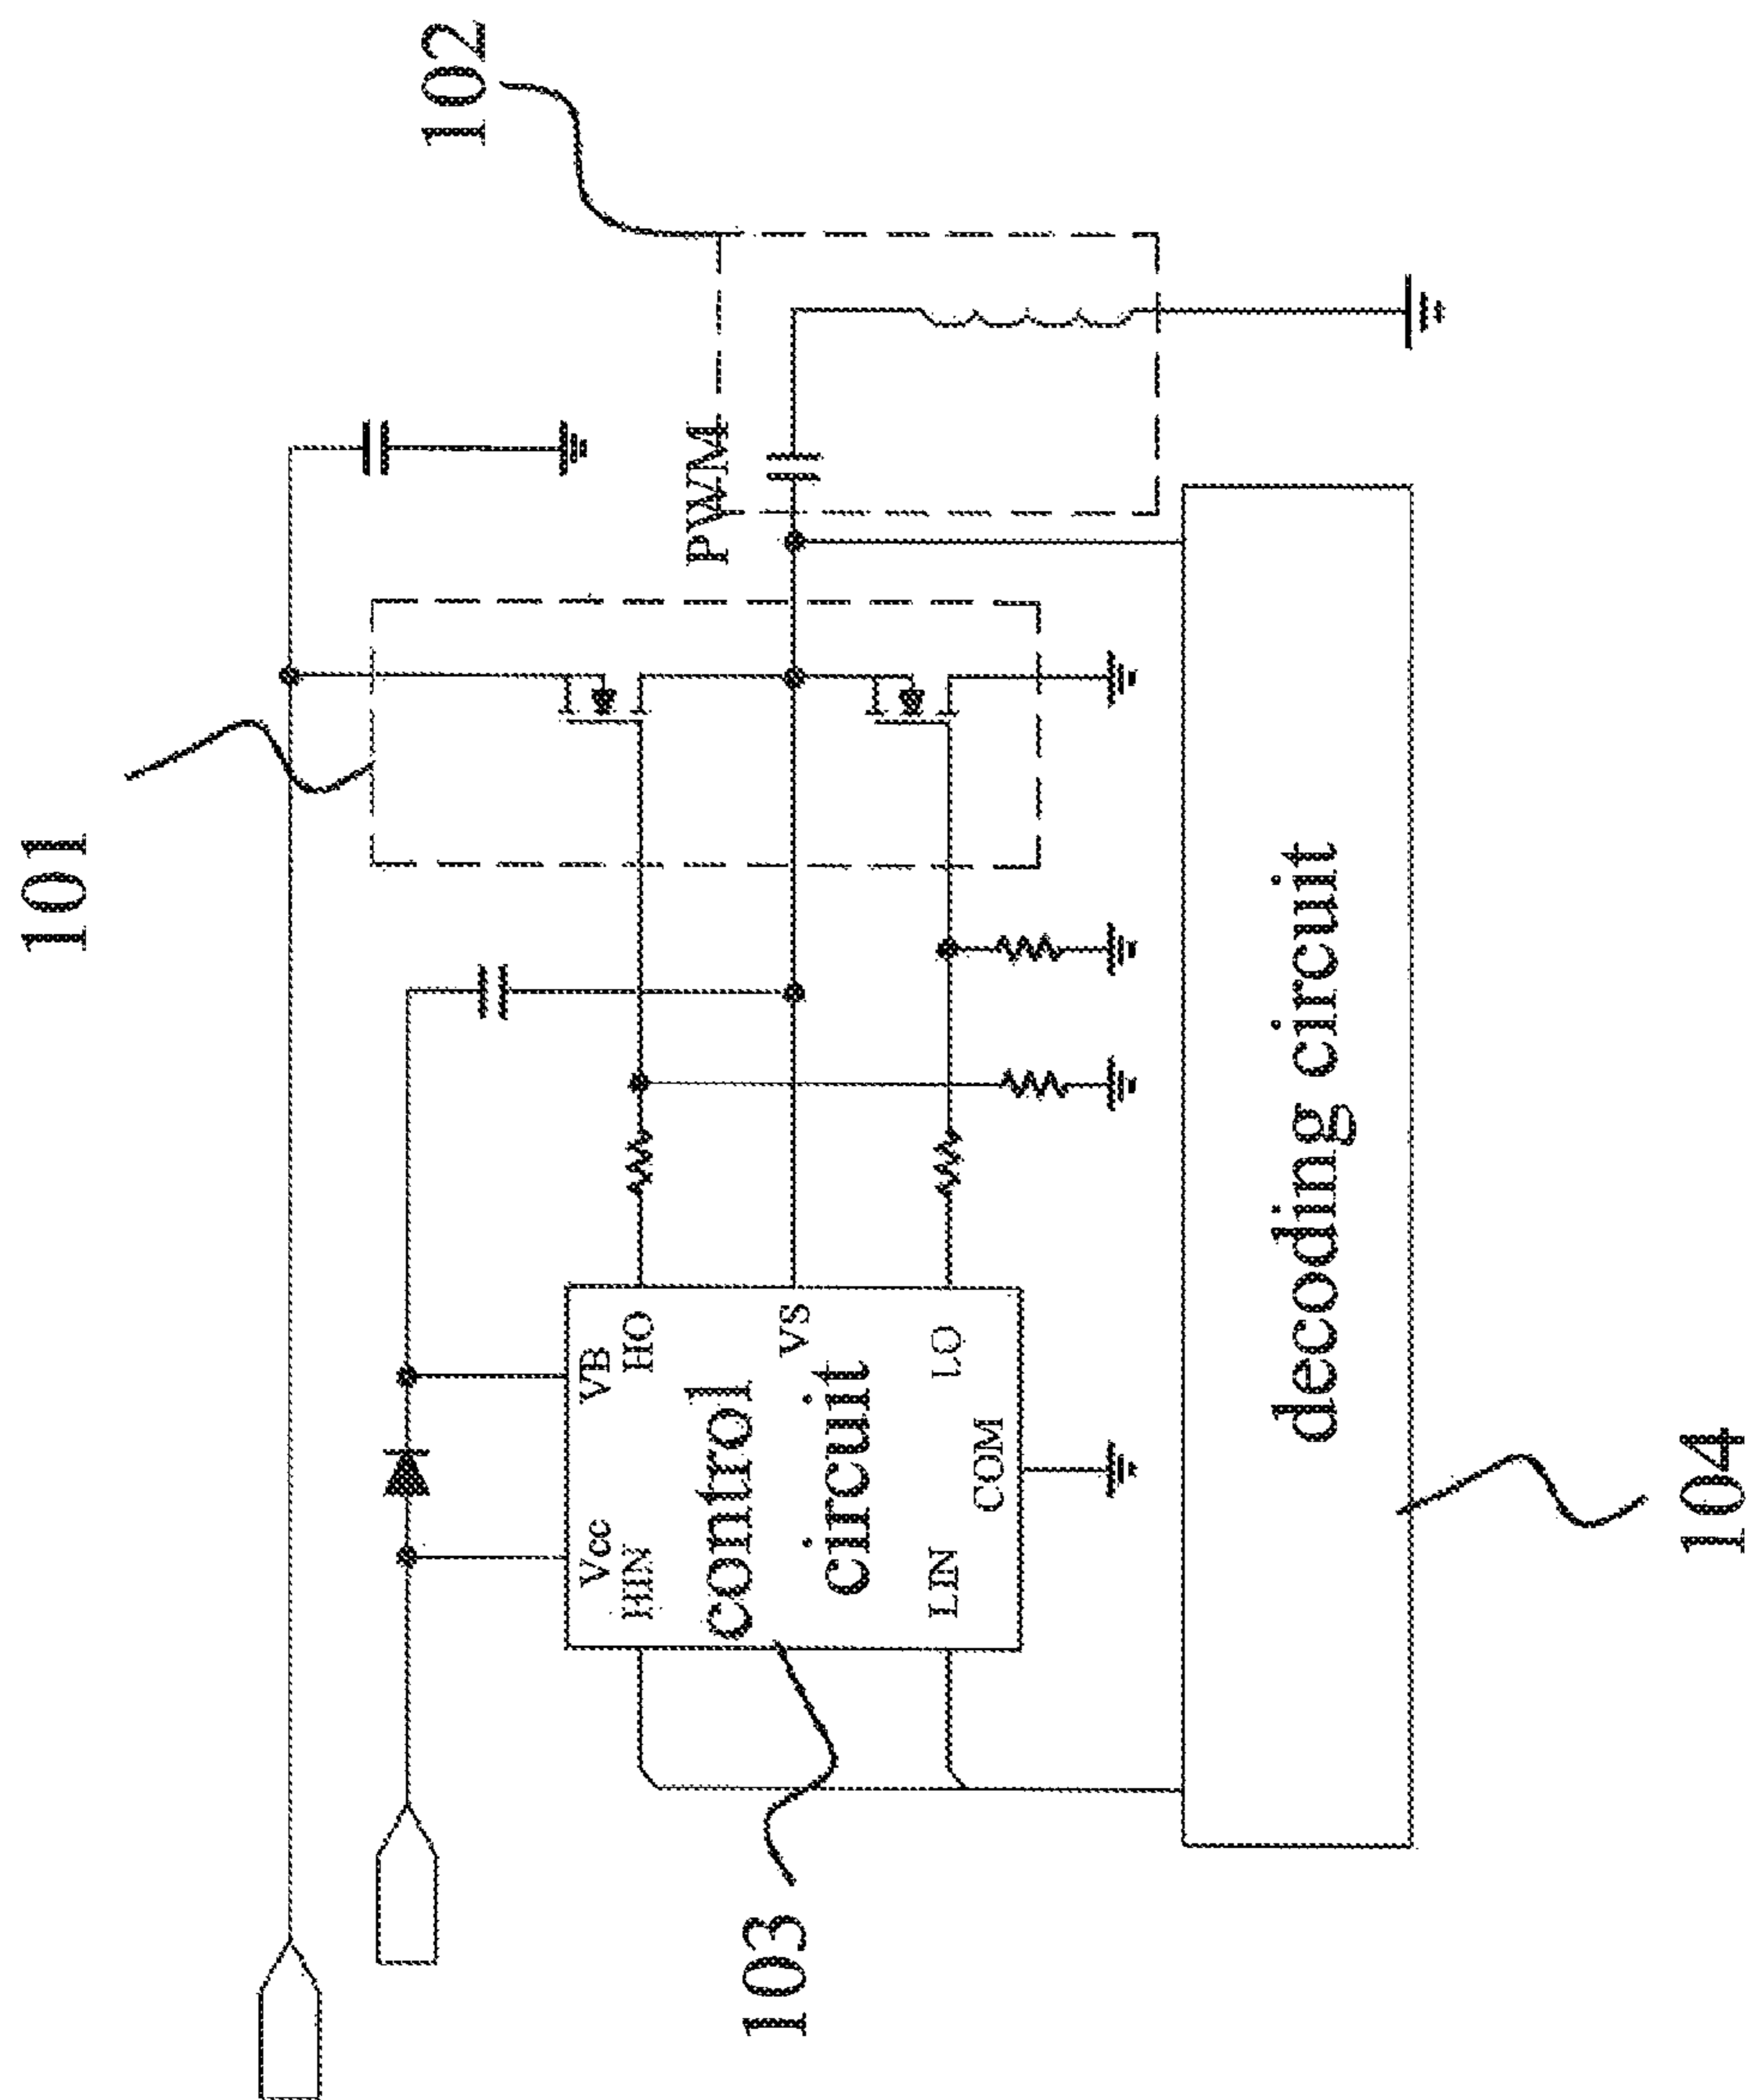 101
102
PWM
Vcc
VB
HIN
HO
control
circuit
VS
LIN
LO
COM
103
decoding circuit
104